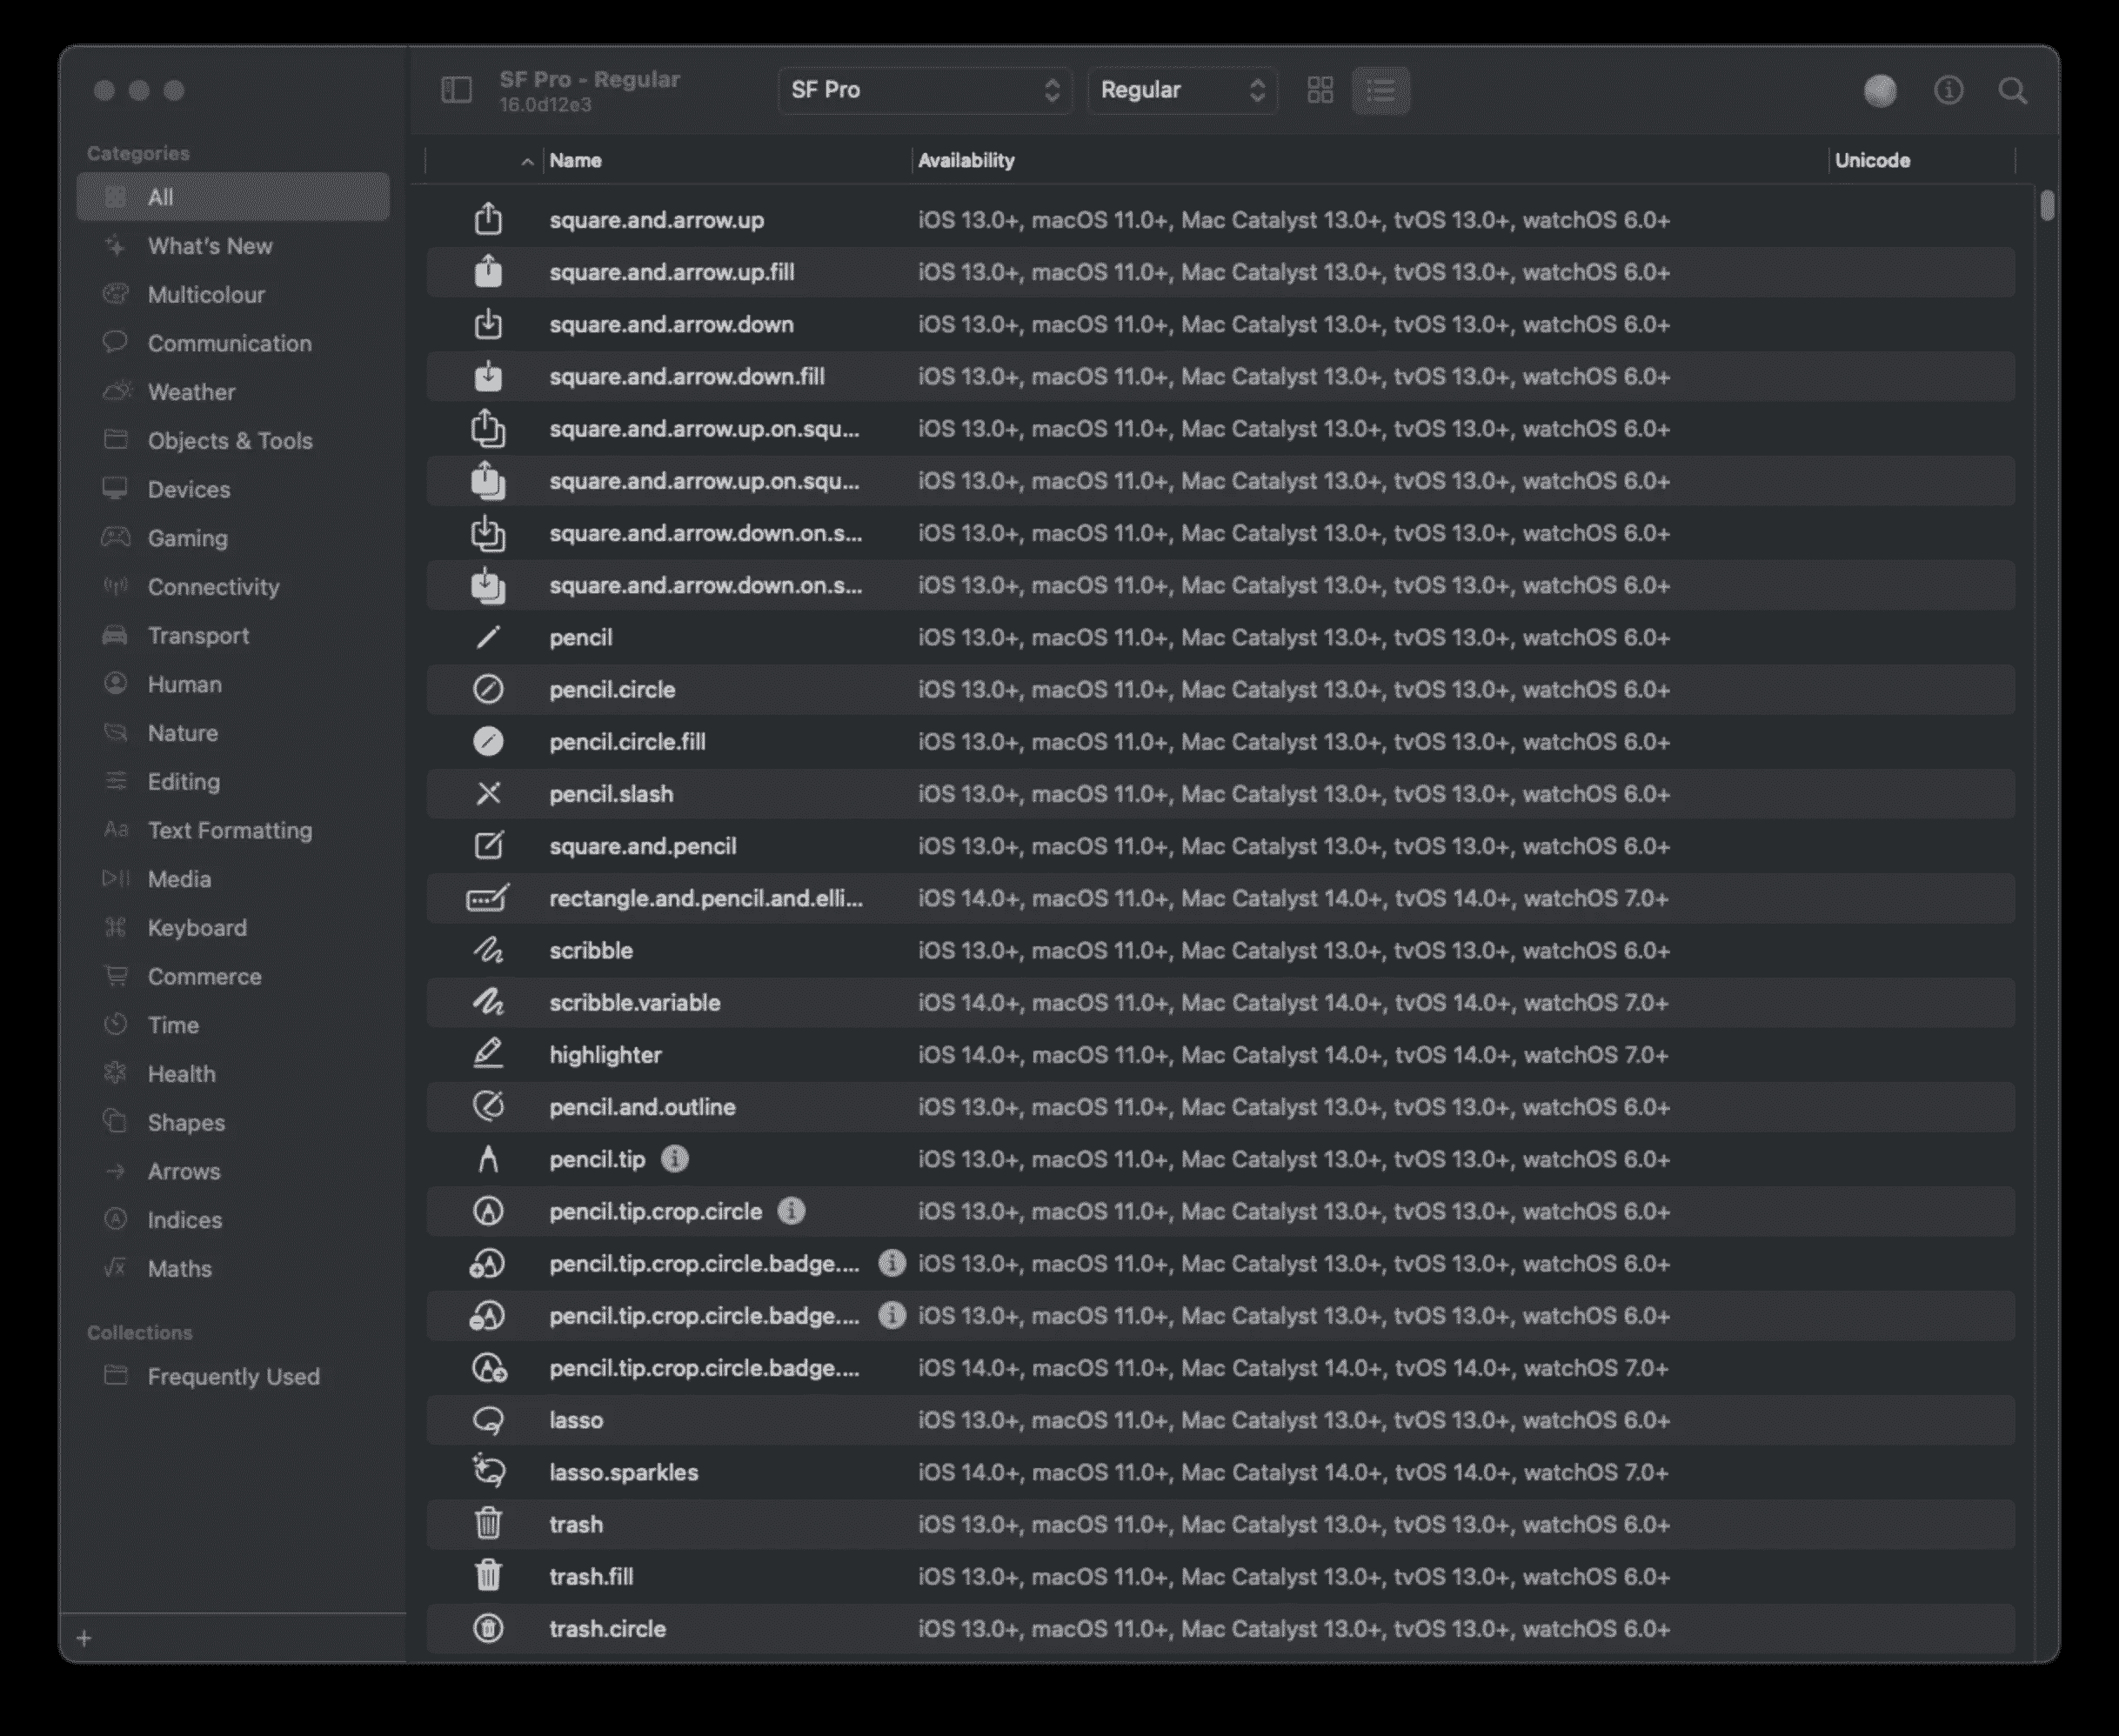 SF Pro - Regular
16.0d12e3
SF Pro
Regular
Categories
All
What's New
Multicolour
Communication
Weather
Objects & Tools
Devices
Gaming
Connectivity
Transport
Human
Nature
Editing
Text Formatting
Media
Keyboard
Commerce
Time
Health
Shapes
Arrows
Indices
Maths
Collections
Frequently Used
Name Availability Unicode
square.and.arrow.up iOS 13.0+, macOS 11.0+, Mac Catalyst 13.0+, tvOS 13.0+, watchOS 6.0+
square.and.arrow.up.fill iOS 13.0+, macOS 11.0+, Mac Catalyst 13.0+, tvOS 13.0+, watchOS 6.0+
square.and.arrow.down iOS 13.0+, macOS 11.0+, Mac Catalyst 13.0+, tvOS 13.0+, watchOS 6.0+
square.and.arrow.down.fill iOS 13.0+, macOS 11.0+, Mac Catalyst 13.0+, tvOS 13.0+, watchOS 6.0+
square.and.arrow.up.on.squ... iOS 13.0+, macOS 11.0+, Mac Catalyst 13.0+, tvOS 13.0+, watchOS 6.0+
square.and.arrow.up.on.squ... iOS 13.0+, macOS 11.0+, Mac Catalyst 13.0+, tvOS 13.0+, watchOS 6.0+
square.and.arrow.down.on.s... iOS 13.0+, macOS 11.0+, Mac Catalyst 13.0+, tvOS 13.0+, watchOS 6.0+
square.and.arrow.down.on.s... iOS 13.0+, macOS 11.0+, Mac Catalyst 13.0+, tvOS 13.0+, watchOS 6.0+
pencil iOS 13.0+, macOS 11.0+, Mac Catalyst 13.0+, tvOS 13.0+, watchOS 6.0+
pencil.circle iOS 13.0+, macOS 11.0+, Mac Catalyst 13.0+, tvOS 13.0+, watchOS 6.0+
pencil.circle.fill iOS 13.0+, macOS 11.0+, Mac Catalyst 13.0+, tvOS 13.0+, watchOS 6.0+
pencil.slash iOS 13.0+, macOS 11.0+, Mac Catalyst 13.0+, tvOS 13.0+, watchOS 6.0+
square.and.pencil iOS 13.0+, macOS 11.0+, Mac Catalyst 13.0+, tvOS 13.0+, watchOS 6.0+
rectangle.and.pencil.and.elli... iOS 14.0+, macOS 11.0+, Mac Catalyst 14.0+, tvOS 14.0+, watchOS 7.0+
scribble iOS 13.0+, macOS 11.0+, Mac Catalyst 13.0+, tvOS 13.0+, watchOS 6.0+
scribble.variable iOS 14.0+, macOS 11.0+, Mac Catalyst 14.0+, tvOS 14.0+, watchOS 7.0+
highlighter iOS 14.0+, macOS 11.0+, Mac Catalyst 14.0+, tvOS 14.0+, watchOS 7.0+
pencil.and.outline iOS 13.0+, macOS 11.0+, Mac Catalyst 13.0+, tvOS 13.0+, watchOS 6.0+
pencil.tip iOS 13.0+, macOS 11.0+, Mac Catalyst 13.0+, tvOS 13.0+, watchOS 6.0+
pencil.tip.crop.circle iOS 13.0+, macOS 11.0+, Mac Catalyst 13.0+, tvOS 13.0+, watchOS 6.0+
pencil.tip.crop.circle.badge.... iOS 13.0+, macOS 11.0+, Mac Catalyst 13.0+, tvOS 13.0+, watchOS 6.0+
pencil.tip.crop.circle.badge.... iOS 13.0+, macOS 11.0+, Mac Catalyst 13.0+, tvOS 13.0+, watchOS 6.0+
pencil.tip.crop.circle.badge.... iOS 14.0+, macOS 11.0+, Mac Catalyst 14.0+, tvOS 14.0+, watchOS 7.0+
lasso iOS 13.0+, macOS 11.0+, Mac Catalyst 13.0+, tvOS 13.0+, watchOS 6.0+
lasso.sparkles iOS 14.0+, macOS 11.0+, Mac Catalyst 14.0+, tvOS 14.0+, watchOS 7.0+
trash iOS 13.0+, macOS 11.0+, Mac Catalyst 13.0+, tvOS 13.0+, watchOS 6.0+
trash.fill iOS 13.0+, macOS 11.0+, Mac Catalyst 13.0+, tvOS 13.0+, watchOS 6.0+
trash.circle iOS 13.0+, macOS 11.0+, Mac Catalyst 13.0+, tvOS 13.0+, watchOS 6.0+